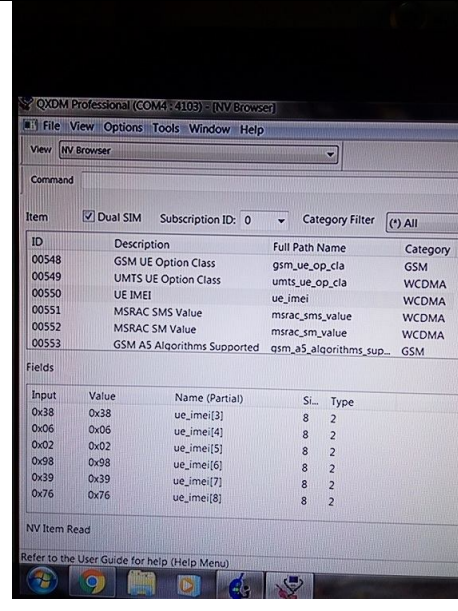 QXDM Professional (COM4 : 4103) - [NV Browser]
File View Options Tools Window Help
View NV Browser
Command
Item Dual SIM Subscription ID: 0 Category Filter (*) All
ID Description Full Path Name Category
00548 GSM UE Option Class gsm_ue_op_cla GSM
00549 UMTS UE Option Class umts_ue_op_cla WCDMA
00550 UE IMEI ue_imei WCDMA
00551 MSRAC SMS Value msrac_sms_value WCDMA
00552 MSRAC SM Value msrac_sm_value WCDMA
00553 GSM A5 Algorithms Supported gsm_a5_algorithms_sup... GSM
Fields
Input Value Name (Partial) Si... Type
0x38 0x38 ue_imei[3] 8 2
0x06 0x06 ue_imei[4] 8 2
0x02 0x02 ue_imei[5] 8 2
0x98 0x98 ue_imei[6] 8 2
0x39 0x39 ue_imei[7] 8 2
0x76 0x76 ue_imei[8] 8 2
NV Item Read
Refer to the User Guide for help (Help Menu)